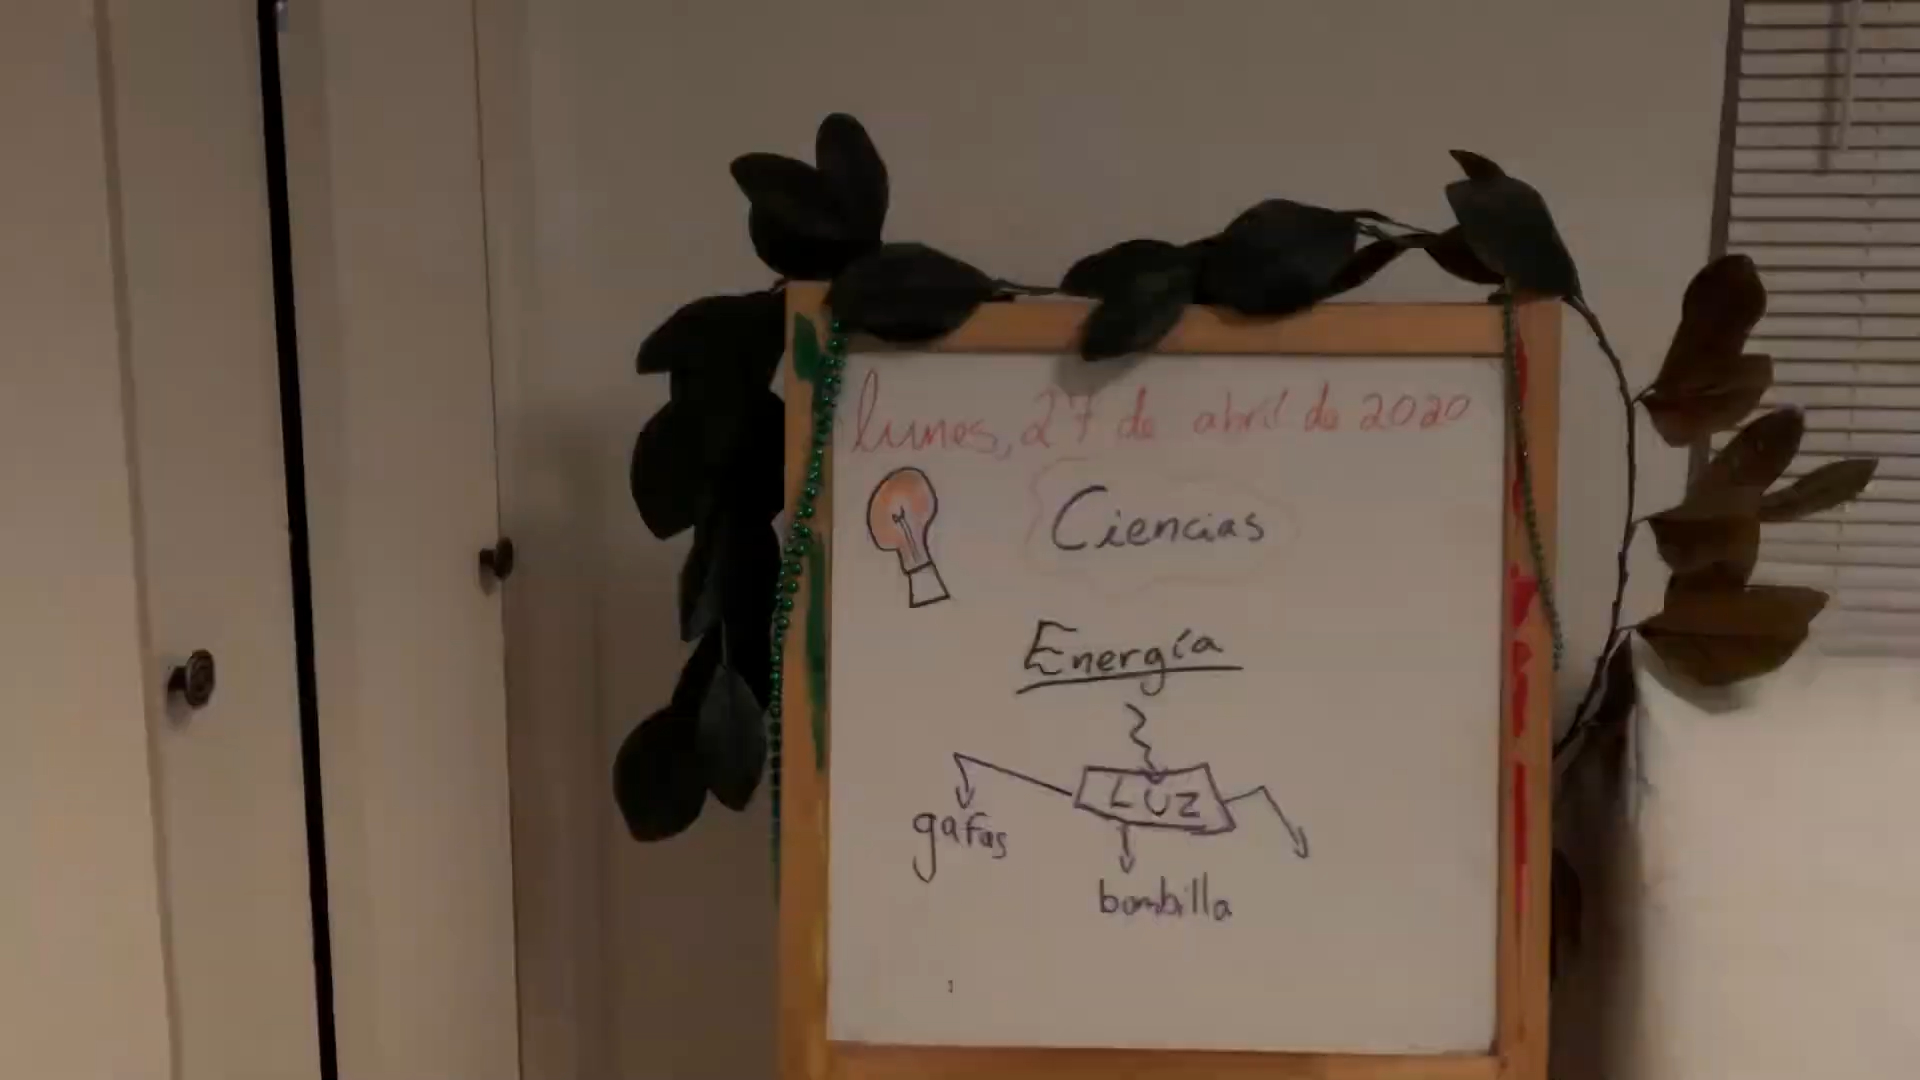 lunes, 27 de abril de 2020
Ciencias
Energía
LUZ
gafas
bombilla